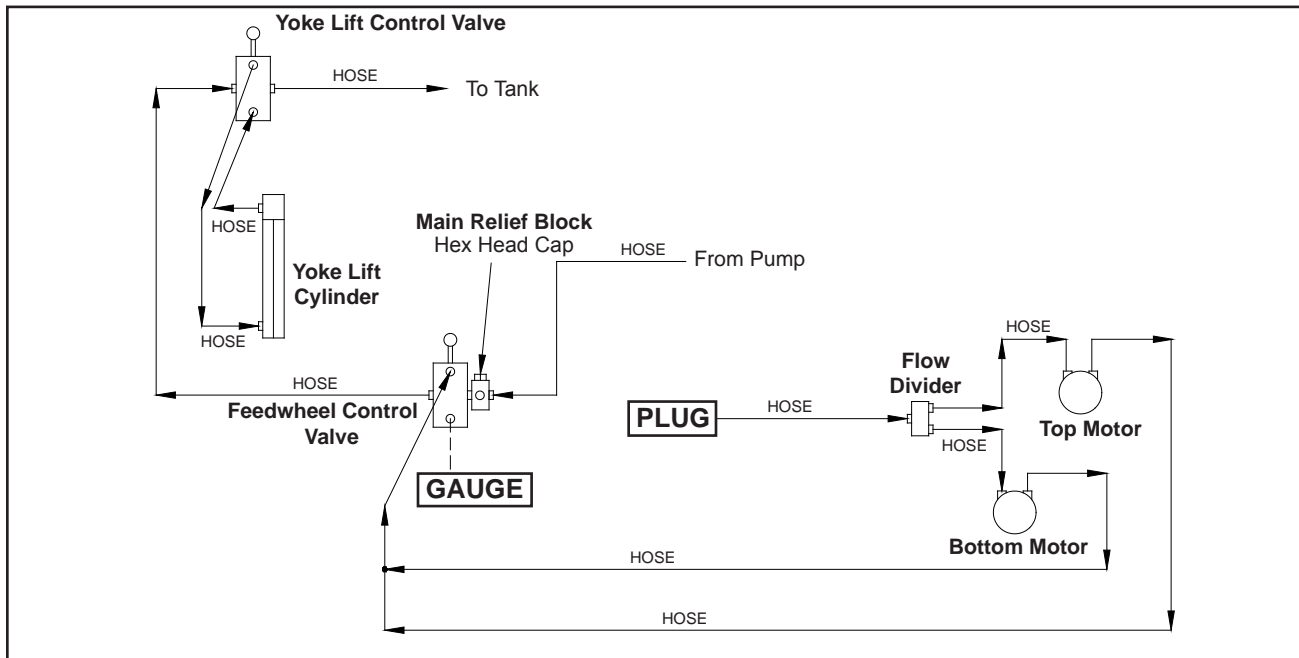 Yoke Lift Control Valve
HOSE
To Tank
HOSE
Yoke Lift
Cylinder
HOSE
Main Relief Block
Hex Head Cap
HOSE
From Pump
HOSE
Feedwheel Control
Valve
GAUGE
PLUG
HOSE
Flow
Divider
HOSE
Top Motor
HOSE
Bottom Motor
HOSE
HOSE